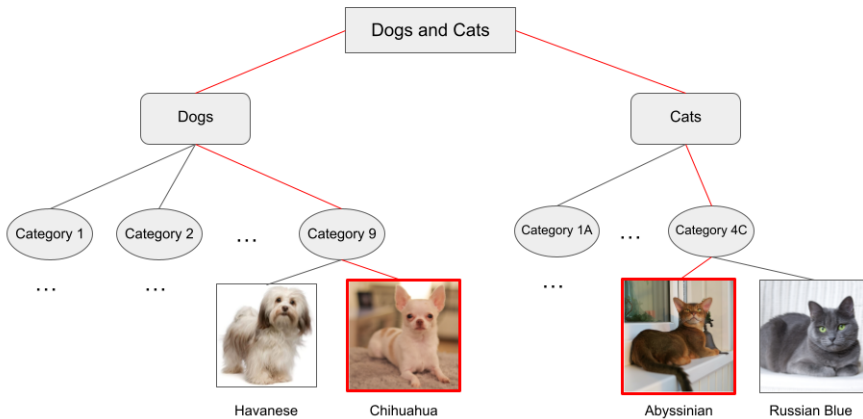 Dogs and Cats
Dogs
Cats
Category 1
Category 2
...
Category 9
Category 1A
...
Category 4C
...
...
...
Havanese
Chihuahua
Abyssinian
Russian Blue